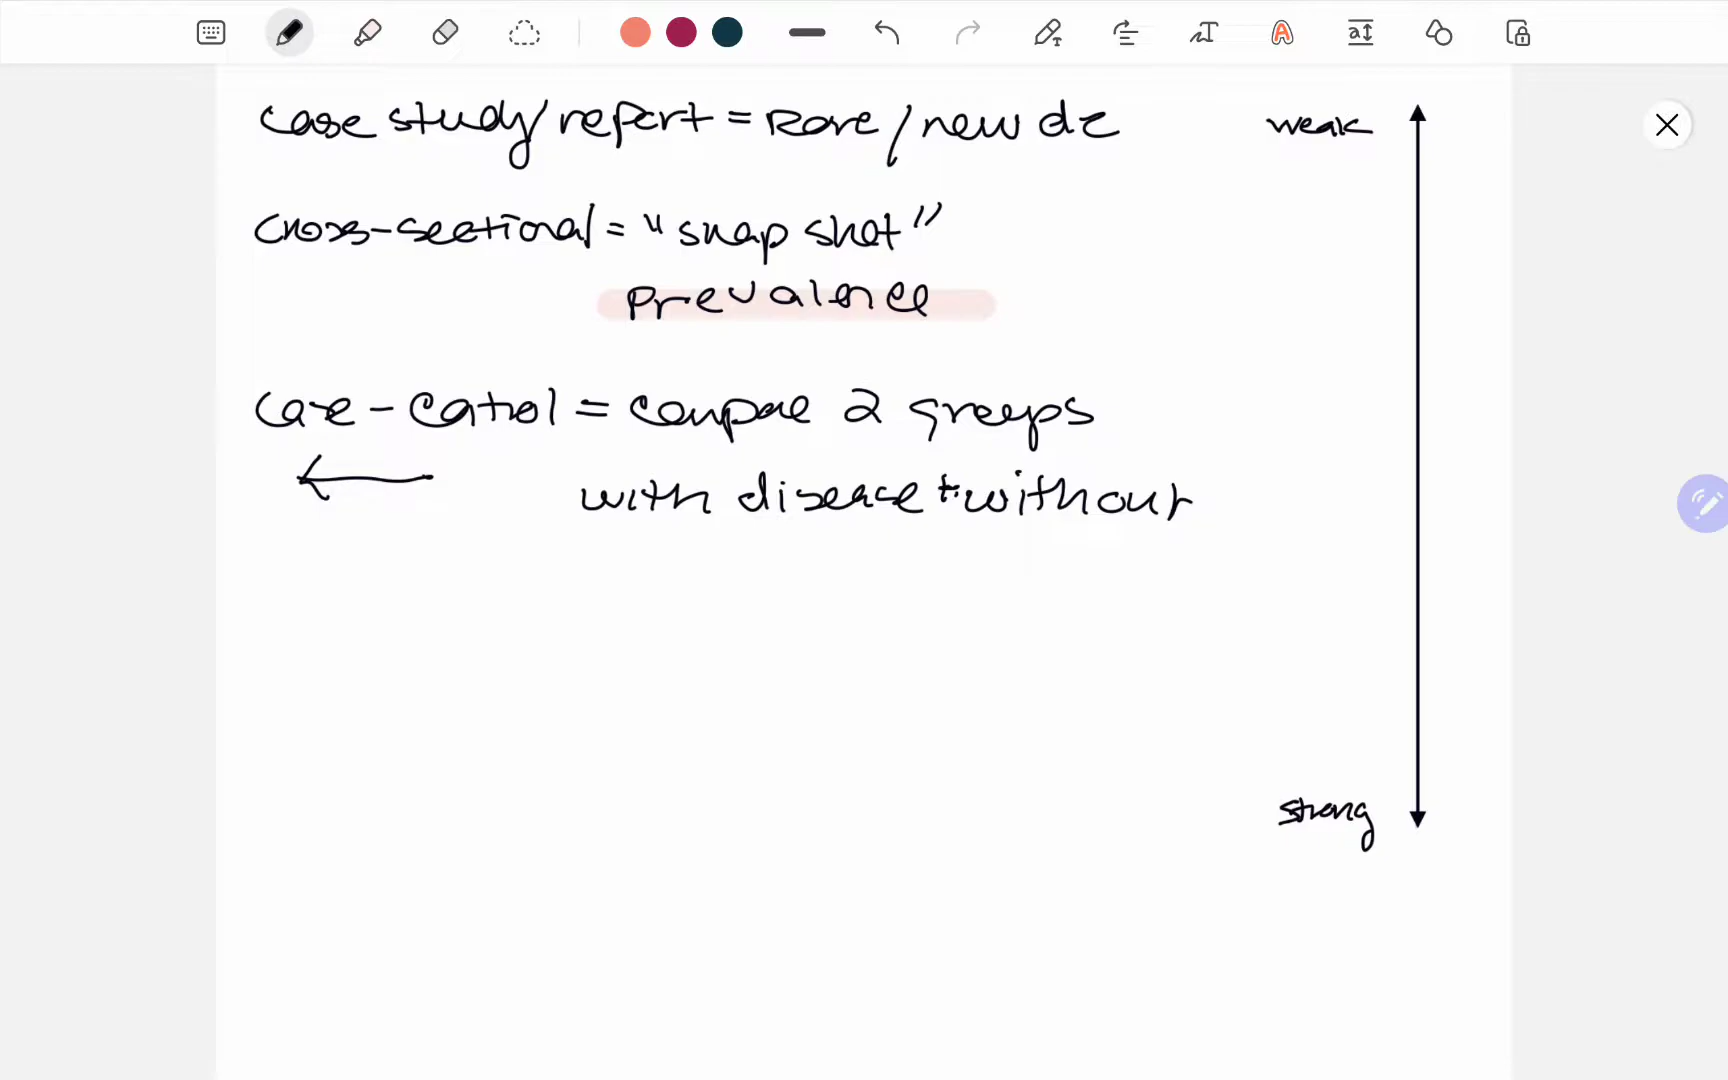 case study/report = Rare/new dz
weak
cross-sectional = "snap shot"
prevalence
case-control = compare 2 groups
with disease + without
strong